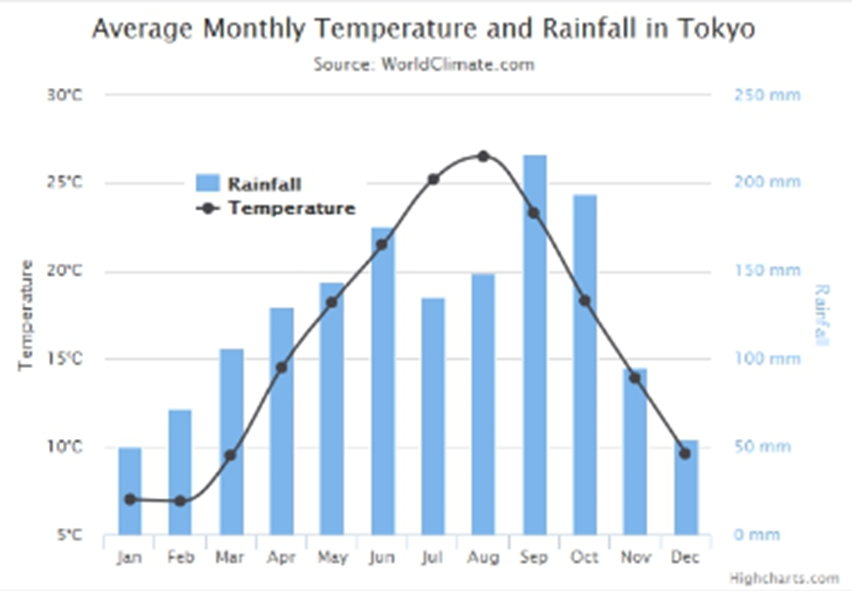 Average Monthly Temperature and Rainfall in Tokyo
Source: WorldClimate.com
30°C
25°C
20°C
15°C
10°C
5°C
Temperature
Rainfall
Temperature
250 mm
200 mm
150 mm
100 mm
50 mm
0 mm
Rainfall
Jan Feb Mar Apr May Jun Jul Aug Sep Oct Nov Dec
Highcharts.com